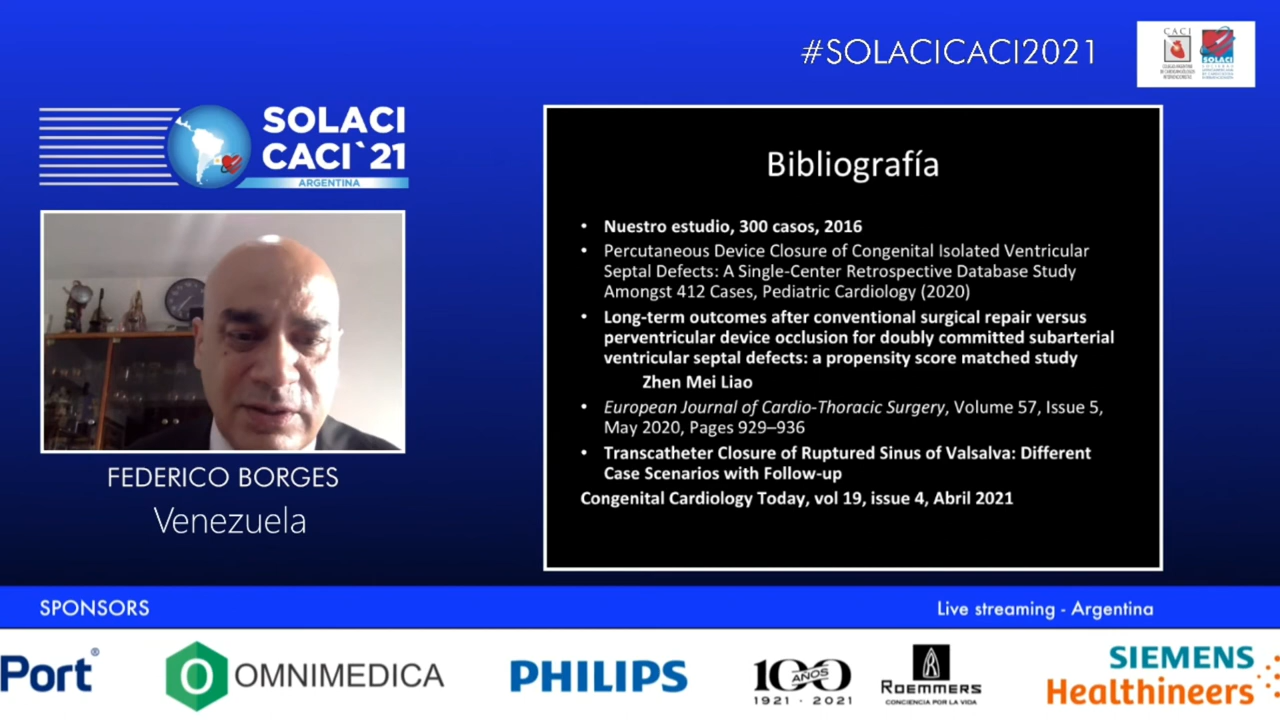 #SOLACICACI2021
CACI
SOLACI
SOLACI
CACI`21
ARGENTINA
FEDERICO BORGES
Venezuela
Bibliografía
• Nuestro estudio, 300 casos, 2016
• Percutaneous Device Closure of Congenital Isolated Ventricular
Septal Defects: A Single-Center Retrospective Database Study
Amongst 412 Cases, Pediatric Cardiology (2020)
• Long-term outcomes after conventional surgical repair versus
perventricular device occlusion for doubly committed subarterial
ventricular septal defects: a propensity score matched study
Zhen Mei Liao
• European Journal of Cardio-Thoracic Surgery, Volume 57, Issue 5,
May 2020, Pages 929–936
• Transcatheter Closure of Ruptured Sinus of Valsalva: Different
Case Scenarios with Follow-up
Congenital Cardiology Today, vol 19, issue 4, Abril 2021
SPONSORS
Live streaming - Argentina
Port®
OMNIMEDICA
PHILIPS
100 AÑOS
1921 · 2021
ROEMMERS
CONCIENCIA POR LA VIDA
SIEMENS
Healthineers